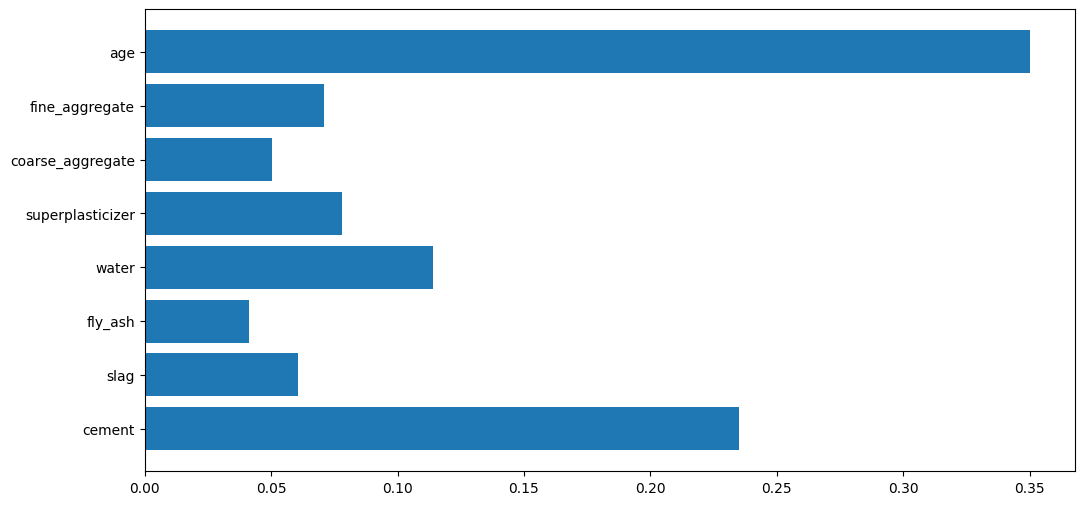 age
fine_aggregate
coarse_aggregate
superplasticizer
water
fly_ash
slag
cement
0.00 0.05 0.10 0.15 0.20 0.25 0.30 0.35